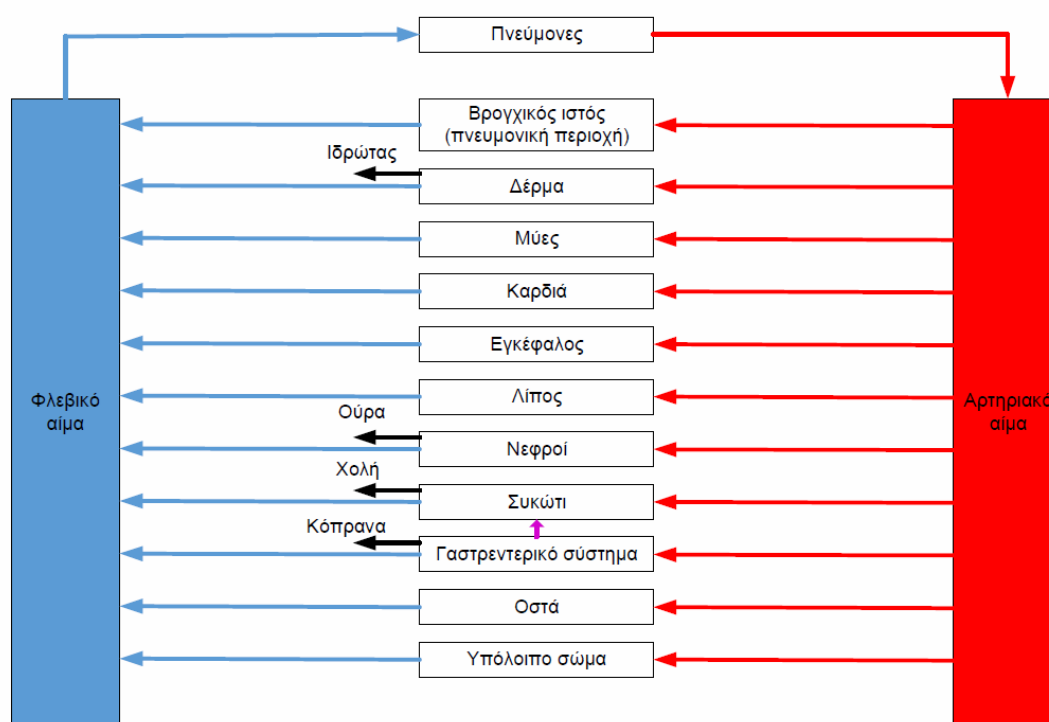 Πνεύμονες
Βρογχικός ιστός
(πνευμονική περιοχή)
Ιδρώτας
Δέρμα
Μύες
Καρδιά
Εγκέφαλος
Λίπος
Φλεβικό
αίμα
Αρτηριακό
αίμα
Ούρα
Νεφροί
Χολή
Συκώτι
Κόπρανα
Γαστρεντερικό σύστημα
Οστά
Υπόλοιπο σώμα